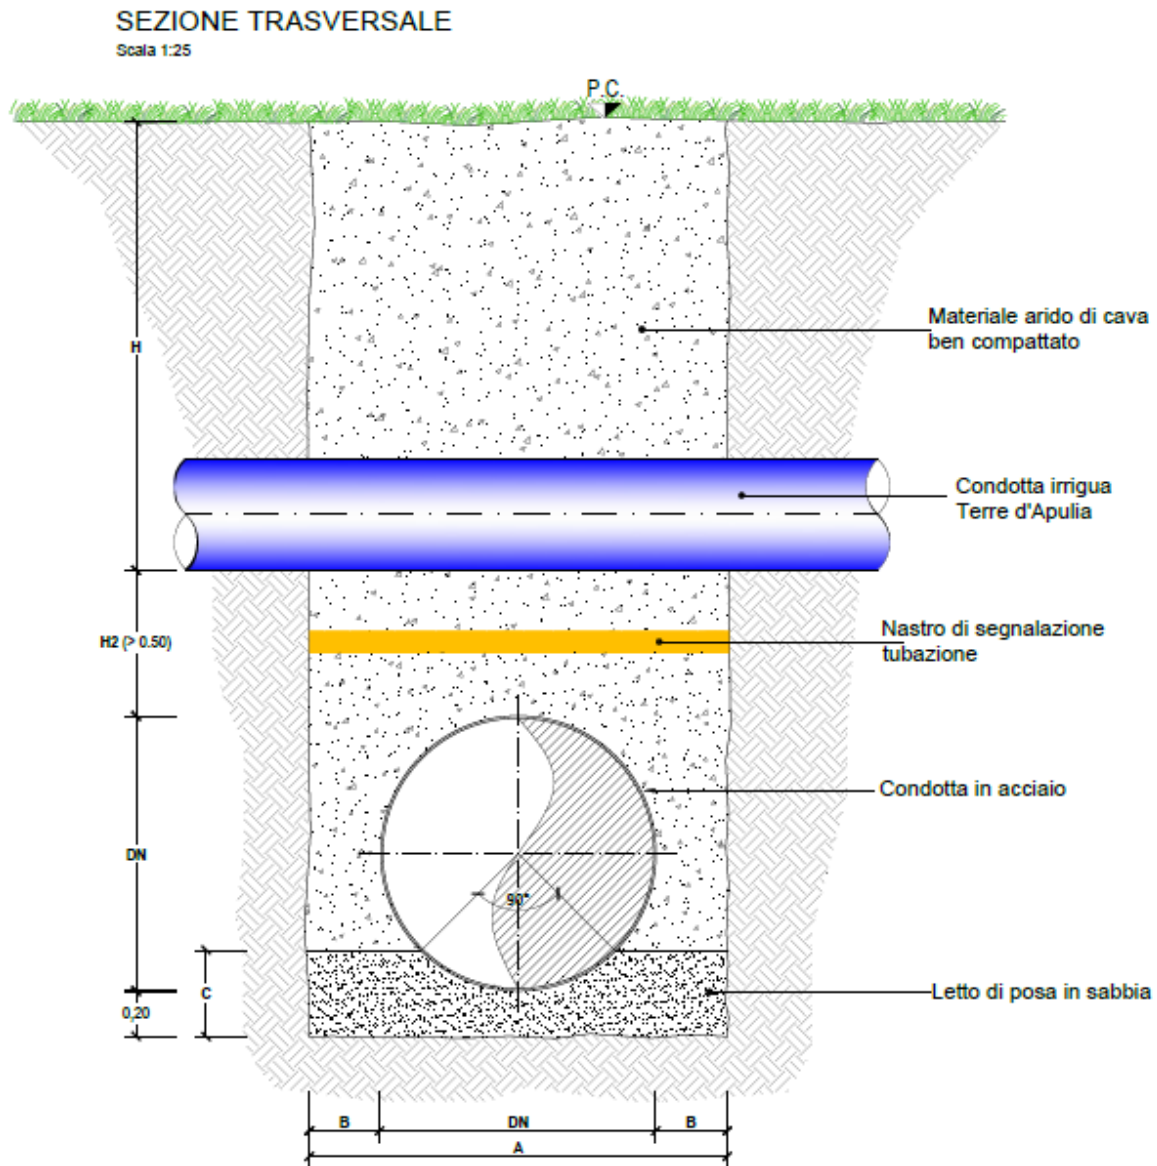 SEZIONE TRASVERSALE
Scala 1:25
P.C.
H
Materiale arido di cava
ben compattato
Condotta irrigua
Terre d'Apulia
H2 (> 0.50)
Nastro di segnalazione
tubazione
Condotta in acciaio
DN
90°
C
0,20
Letto di posa in sabbia
B
DN
B
A